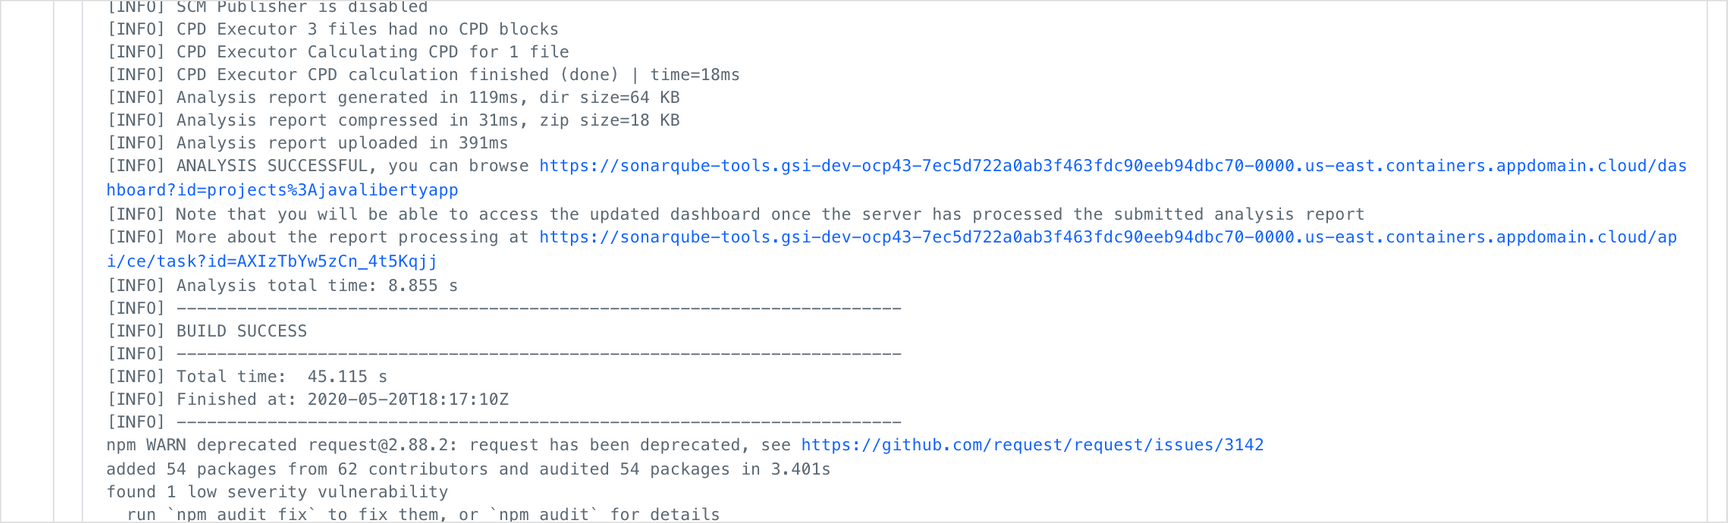 [INFO] SCM Publisher is disabled
[INFO] CPD Executor 3 files had no CPD blocks
[INFO] CPD Executor Calculating CPD for 1 file
[INFO] CPD Executor CPD calculation finished (done) | time=18ms
[INFO] Analysis report generated in 119ms, dir size=64 KB
[INFO] Analysis report compressed in 31ms, zip size=18 KB
[INFO] Analysis report uploaded in 391ms
[INFO] ANALYSIS SUCCESSFUL, you can browse https://sonarqube-tools.gsi-dev-ocp43-7ec5d722a0ab3f463fdc90eeb94dbc70-0000.us-east.containers.appdomain.cloud/das
hboard?id=projects%3Ajavalibertyapp
[INFO] Note that you will be able to access the updated dashboard once the server has processed the submitted analysis report
[INFO] More about the report processing at https://sonarqube-tools.gsi-dev-ocp43-7ec5d722a0ab3f463fdc90eeb94dbc70-0000.us-east.containers.appdomain.cloud/ap
i/ce/task?id=AXIzTbYw5zCn_4t5Kqjj
[INFO] Analysis total time: 8.855 s
[INFO] ------------------------------------------------------------------------
[INFO] BUILD SUCCESS
[INFO] ------------------------------------------------------------------------
[INFO] Total time:  45.115 s
[INFO] Finished at: 2020-05-20T18:17:10Z
[INFO] ------------------------------------------------------------------------
npm WARN deprecated request@2.88.2: request has been deprecated, see https://github.com/request/request/issues/3142
added 54 packages from 62 contributors and audited 54 packages in 3.401s
found 1 low severity vulnerability
  run `npm audit fix` to fix them, or `npm audit` for details